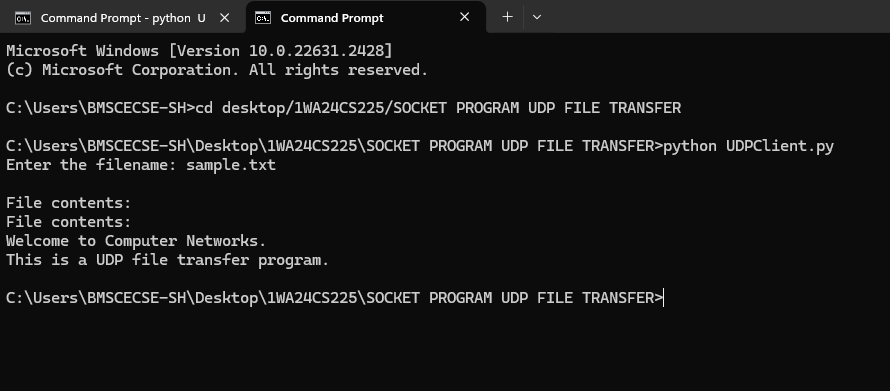 Command Prompt - python U
Command Prompt
Microsoft Windows [Version 10.0.22631.2428]
(c) Microsoft Corporation. All rights reserved.
C:\Users\BMSCECSE-SH>cd desktop/1WA24CS225/SOCKET PROGRAM UDP FILE TRANSFER
C:\Users\BMSCECSE-SH\Desktop\1WA24CS225\SOCKET PROGRAM UDP FILE TRANSFER>python UDPClient.py
Enter the filename: sample.txt
File contents:
File contents:
Welcome to Computer Networks.
This is a UDP file transfer program.
C:\Users\BMSCECSE-SH\Desktop\1WA24CS225\SOCKET PROGRAM UDP FILE TRANSFER>